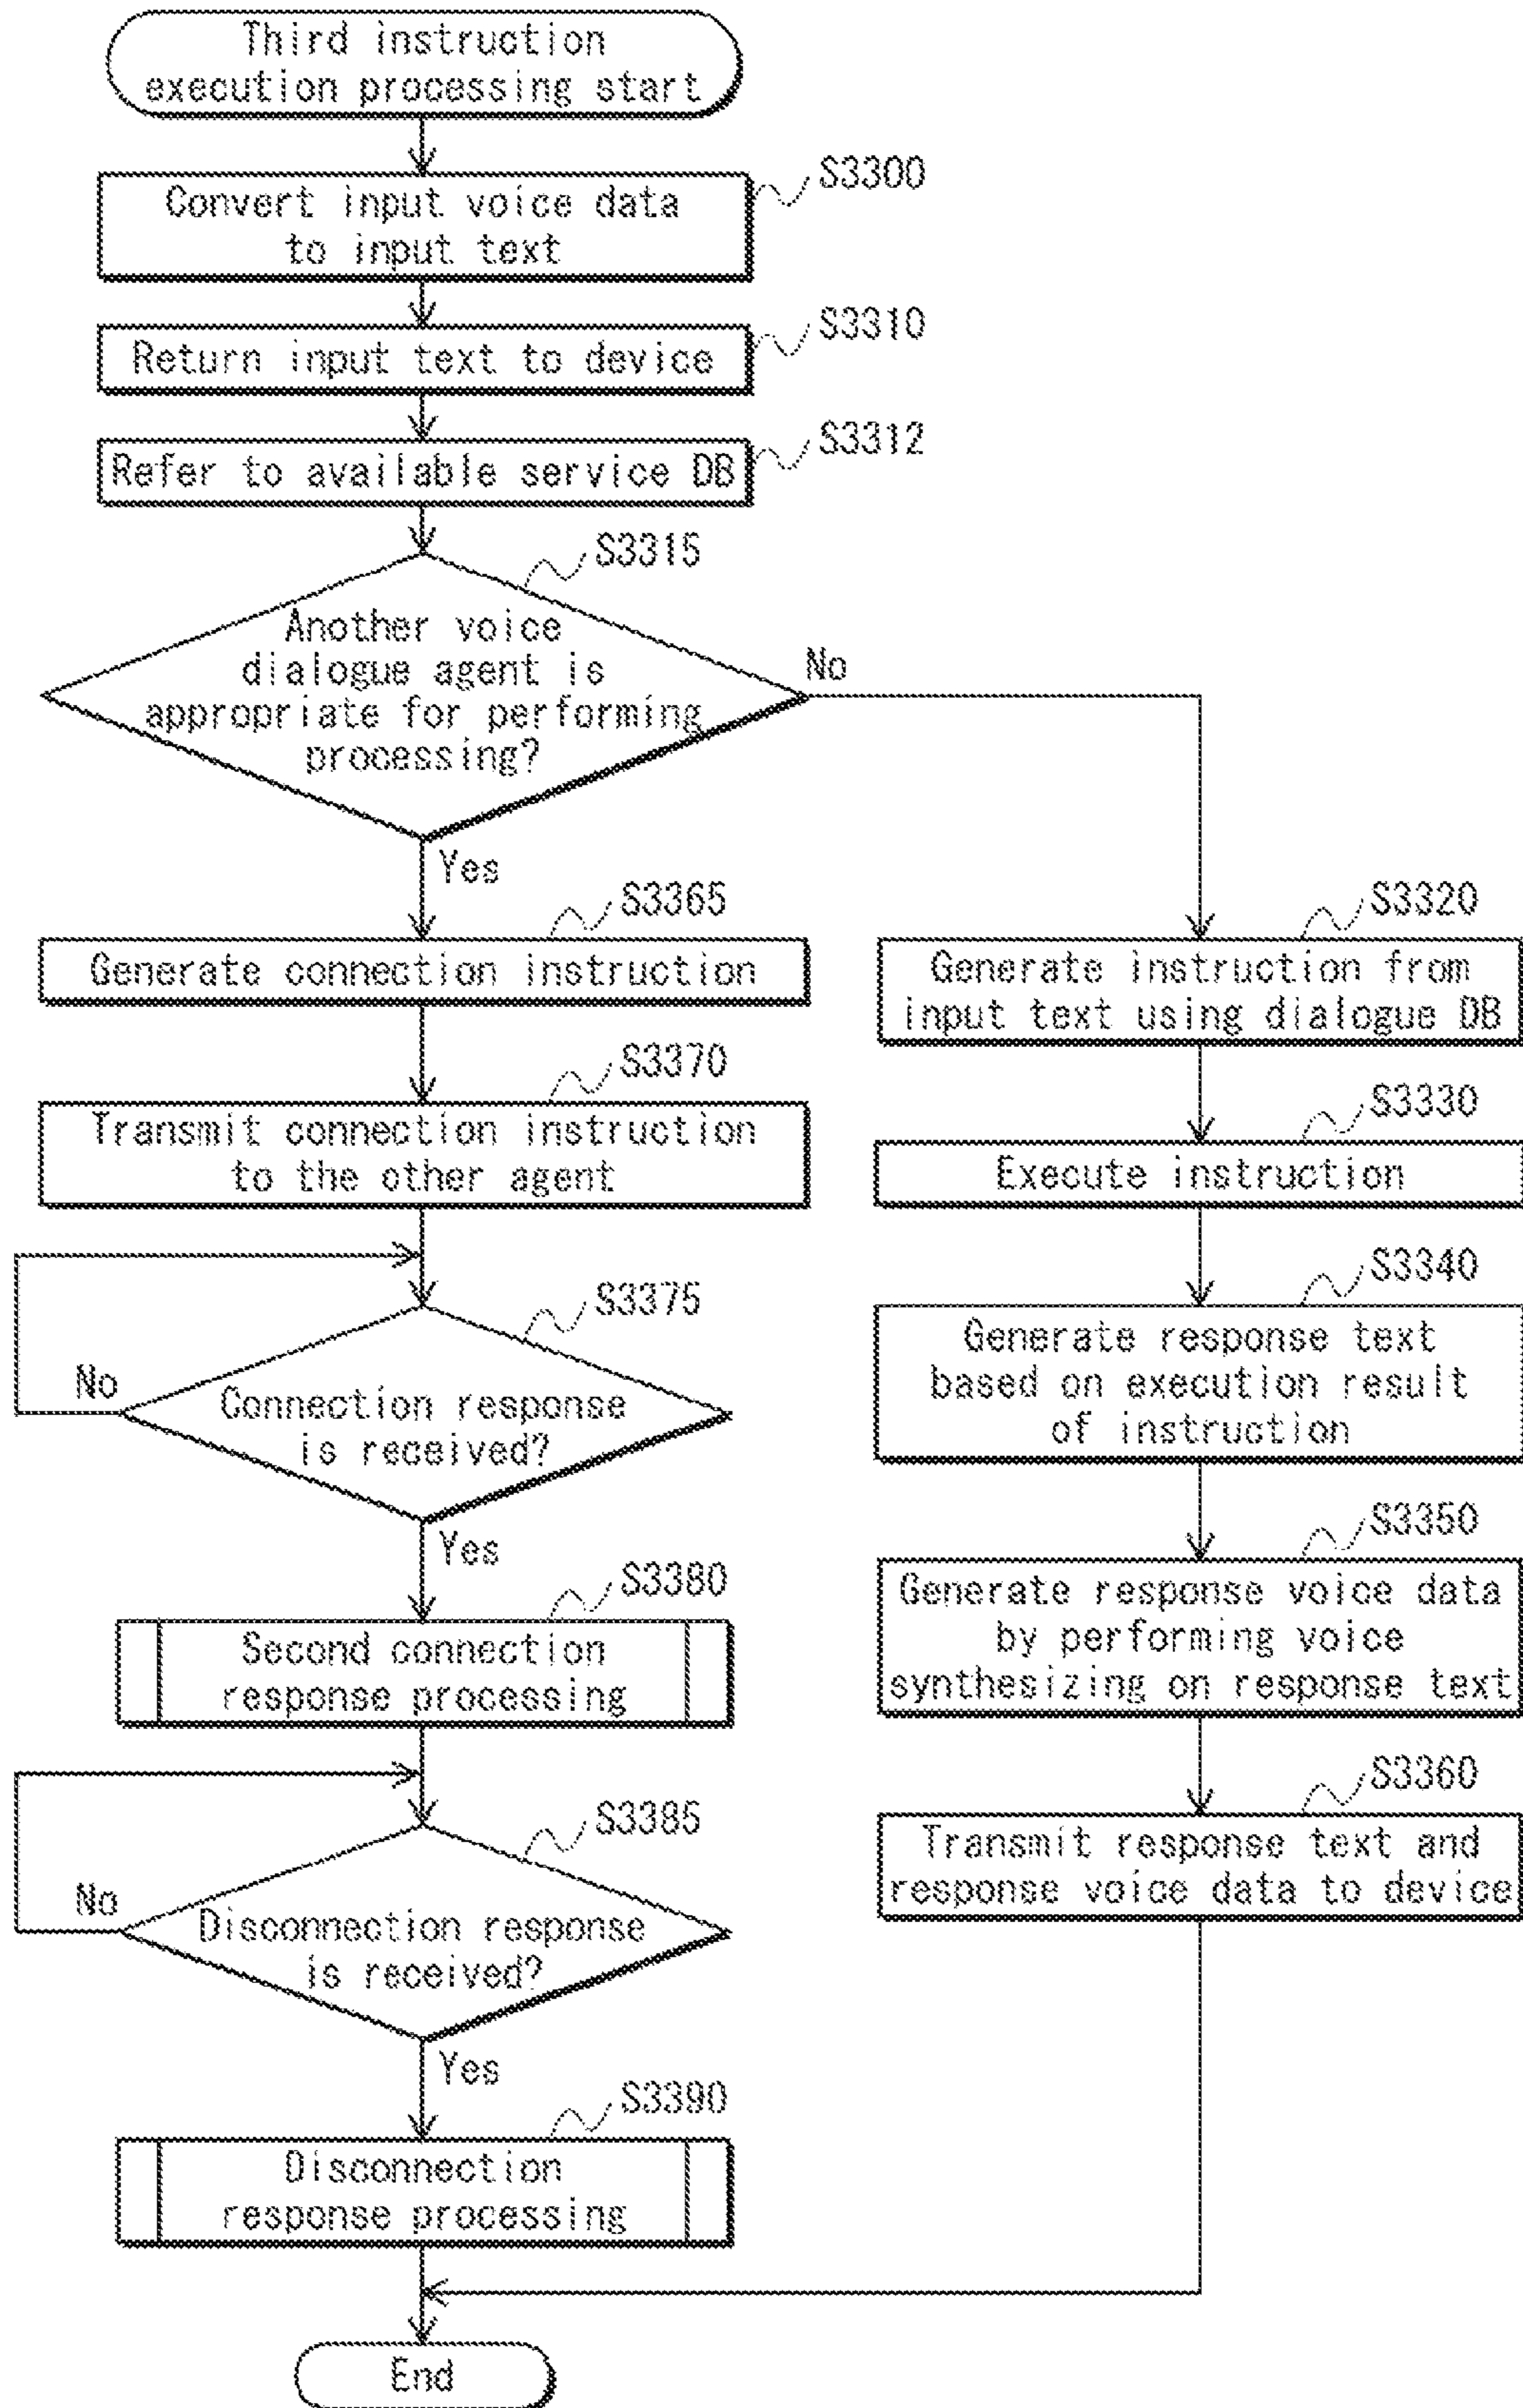 Third instruction
execution processing start
S3300
Convert input voice data
to input text
S3310
Return input text to device
S3312
Refer to available service DB
S3315
Another voice
dialogue agent is
appropriate for performing
processing?
No
Yes
S3365
Generate connection instruction
S3370
Transmit connection instruction
to the other agent
S3375
Connection response
is received?
No
Yes
S3380
Second connection
response processing
S3385
Disconnection response
is received?
No
Yes
S3390
Disconnection
response processing
S3320
Generate instruction from
input text using dialogue DB
S3330
Execute instruction
S3340
Generate response text
based on execution result
of instruction
S3350
Generate response voice data
by performing voice
synthesizing on response text
S3360
Transmit response text and
response voice data to device
End